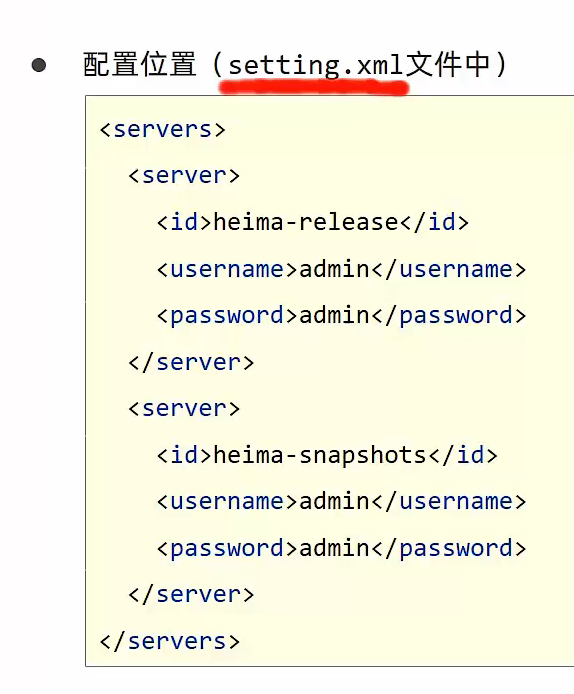 配置位置（setting.xml文件中）
<servers>
<server>
<id>heima-release</id>
<username>admin</username>
<password>admin</password>
</server>
<server>
<id>heima-snapshots</id>
<username>admin</username>
<password>admin</password>
</server>
</servers>